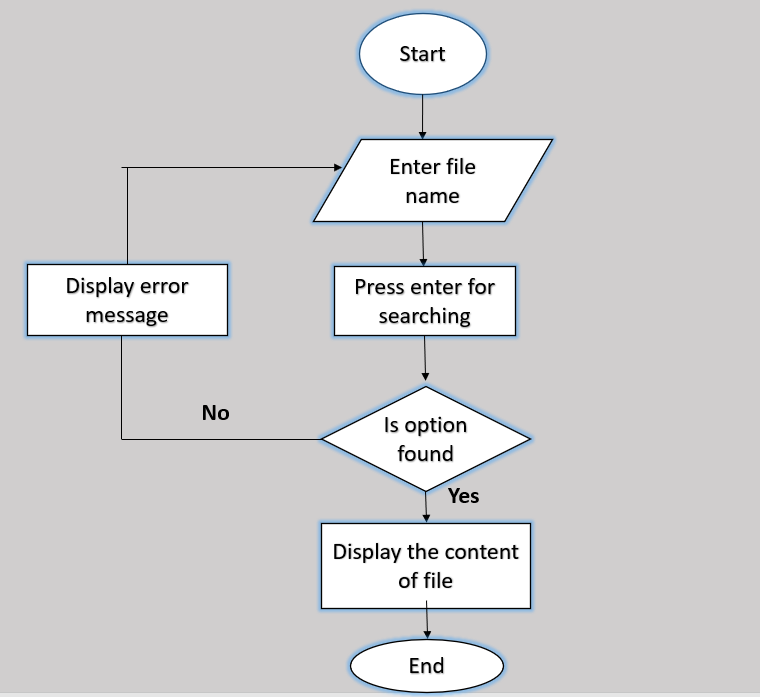 Start
Enter file
name
Display error
message
Press enter for
searching
No
Is option
found
Yes
Display the content
of file
End